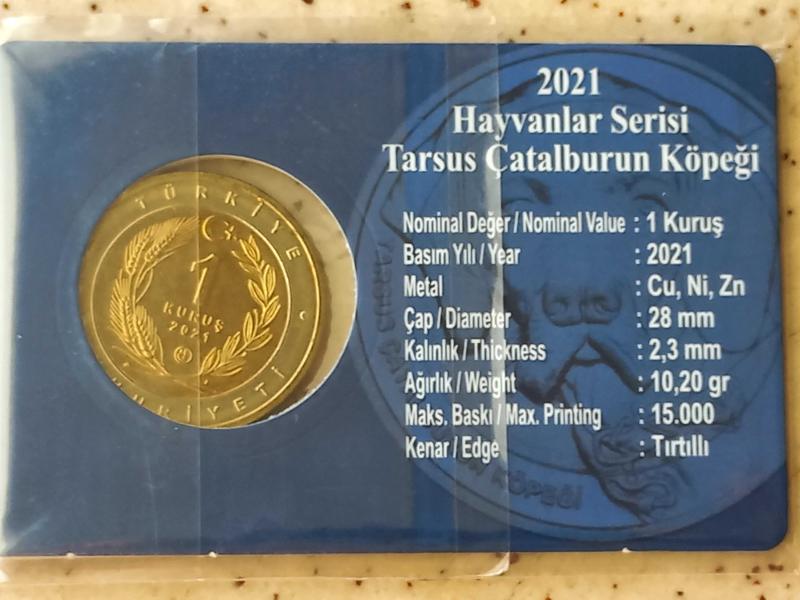 2021
Hayvanlar Serisi
Tarsus Çatalburun Köpeği
Nominal Değer / Nominal Value : 1 Kuruş
Basım Yılı / Year : 2021
Metal : Cu, Ni, Zn
Çap / Diameter : 28 mm
Kalınlık / Thickness : 2,3 mm
Ağırlık / Weight : 10,20 gr
Maks. Baskı / Max. Printing : 15.000
Kenar / Edge : Tırtıllı
TÜRKİYE
1
KURUŞ
2021
TARSUS
KÖPEĞİ